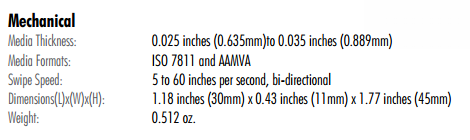 Mechanical
Media Thickness: 0.025 inches (0.635mm)to 0.035 inches (0.889mm)
Media Formats: ISO 7811 and AAMVA
Swipe Speed: 5 to 60 inches per second, bi-directional
Dimensions(L)x(W)x(H): 1.18 inches (30mm) x 0.43 inches (11mm) x 1.77 inches (45mm)
Weight: 0.512 oz.